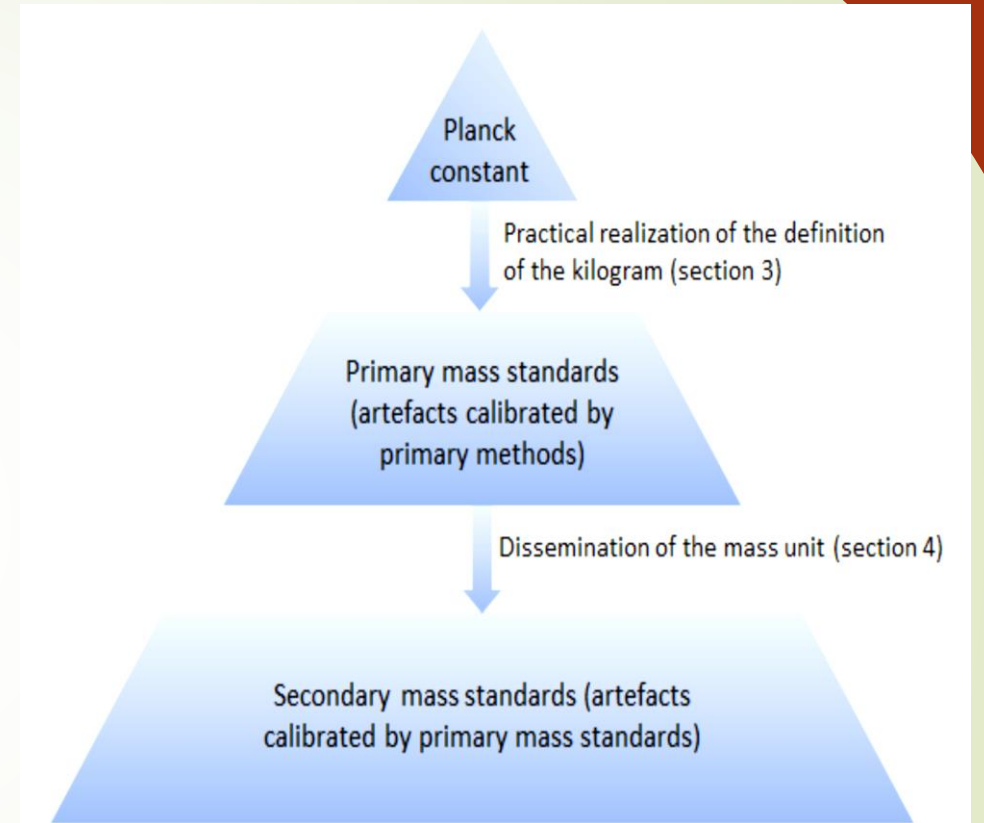 Planck
constant
Practical realization of the definition
of the kilogram (section 3)
Primary mass standards
(artefacts calibrated by
primary methods)
Dissemination of the mass unit (section 4)
Secondary mass standards (artefacts
calibrated by primary mass standards)